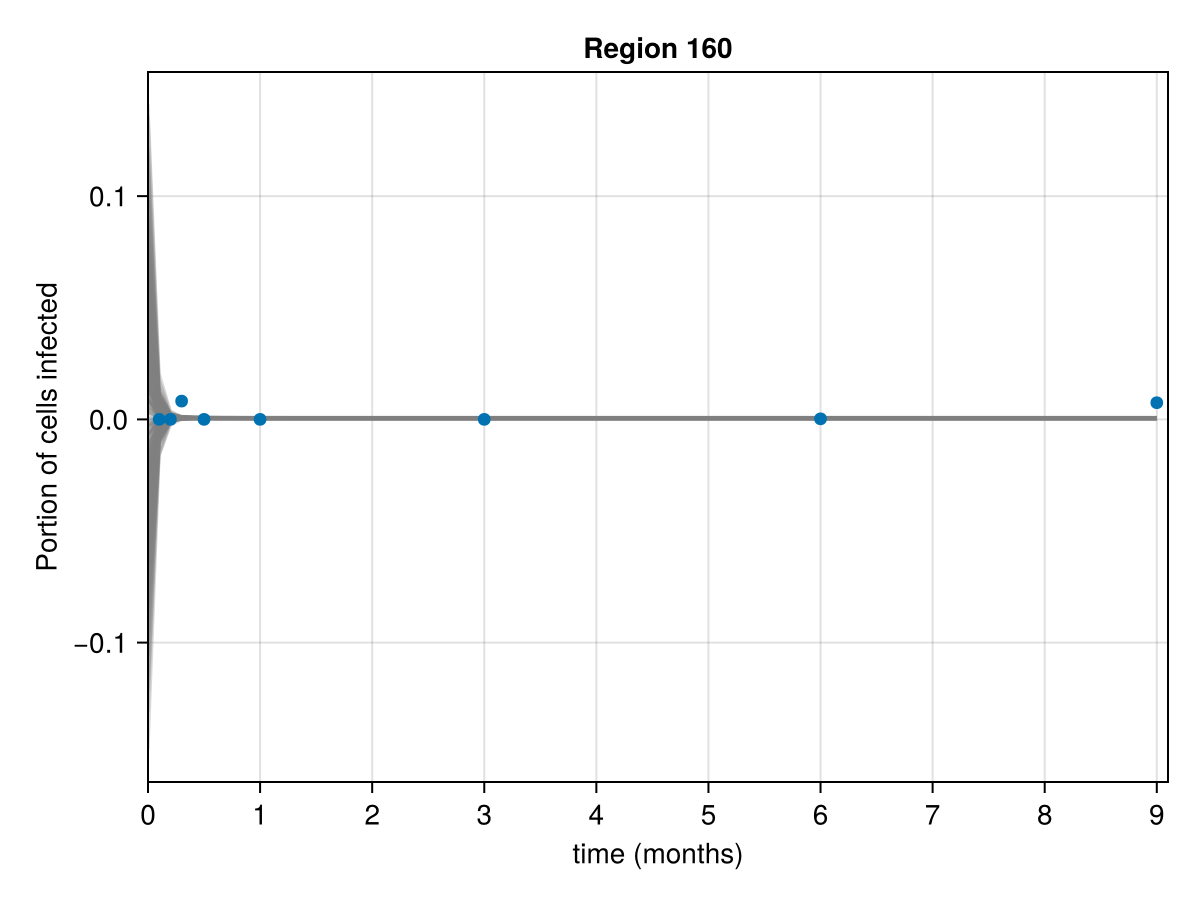 Region 160
Portion of cells infected
0.1
0.0
−0.1
0 1 2 3 4 5 6 7 8 9
time (months)